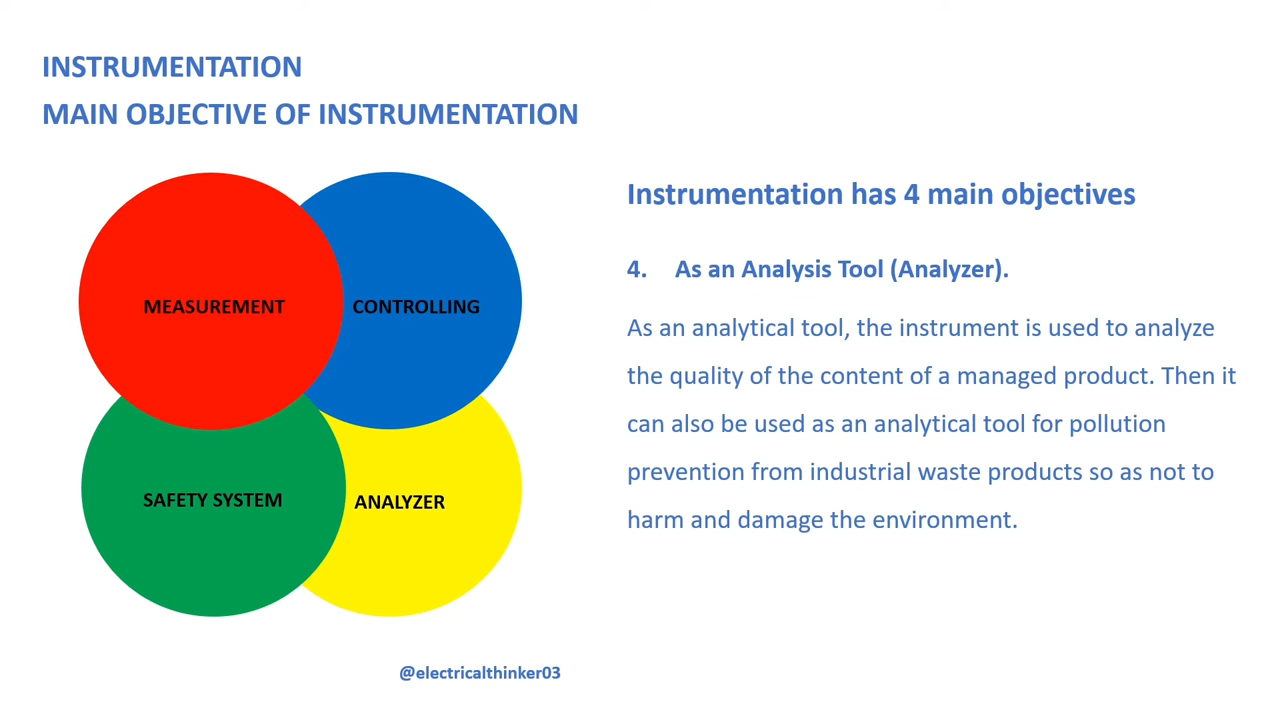 INSTRUMENTATION
MAIN OBJECTIVE OF INSTRUMENTATION
MEASUREMENT
CONTROLLING
SAFETY SYSTEM
ANALYZER
Instrumentation has 4 main objectives
4. As an Analysis Tool (Analyzer).
As an analytical tool, the instrument is used to analyze
the quality of the content of a managed product. Then it
can also be used as an analytical tool for pollution
prevention from industrial waste products so as not to
harm and damage the environment.
@electricalthinker03